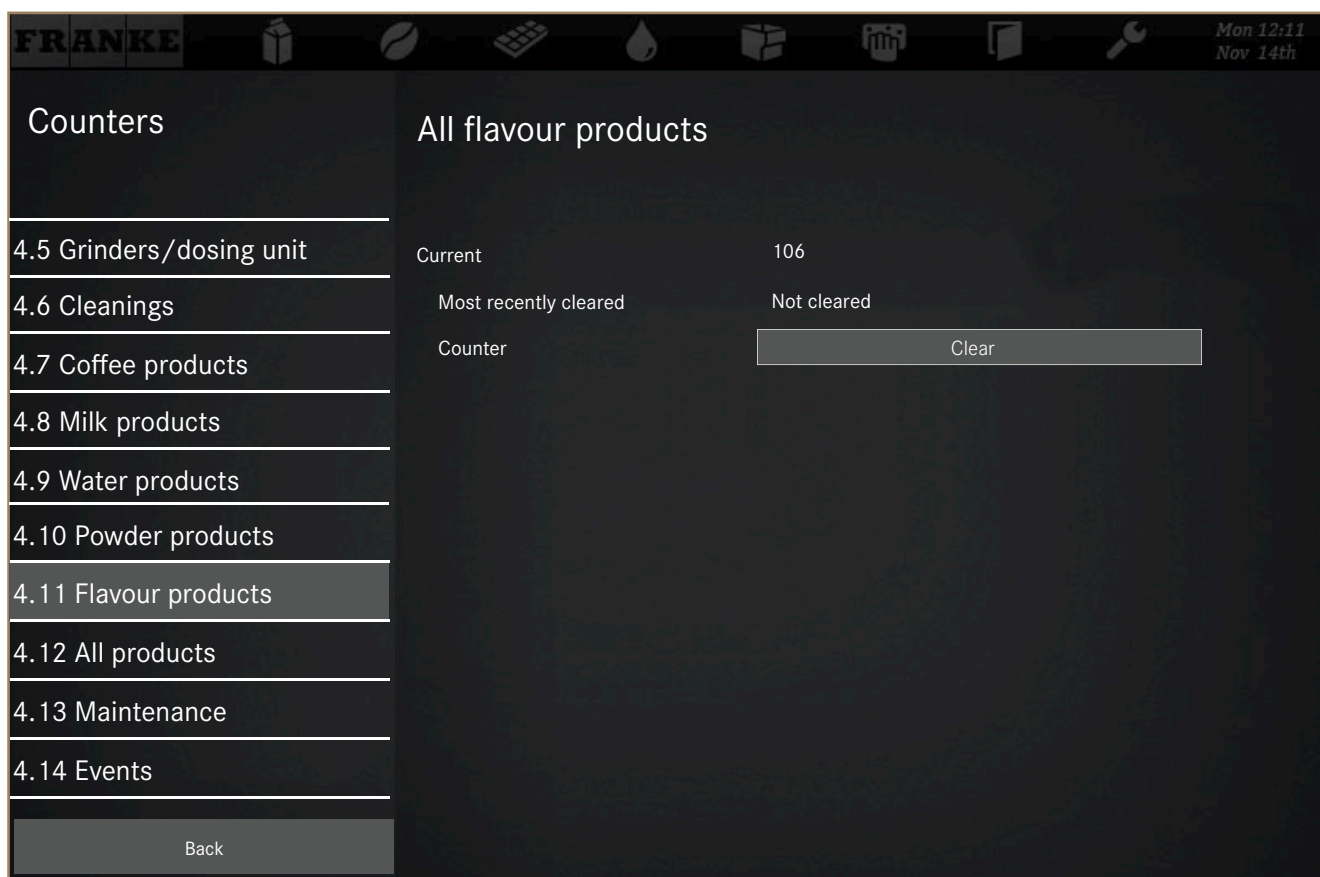 FRANKE
Mon 12:11
Nov 14th
Counters
4.5 Grinders/dosing unit
4.6 Cleanings
4.7 Coffee products
4.8 Milk products
4.9 Water products
4.10 Powder products
4.11 Flavour products
4.12 All products
4.13 Maintenance
4.14 Events
Back
All flavour products
Current 106
Most recently cleared Not cleared
Counter Clear